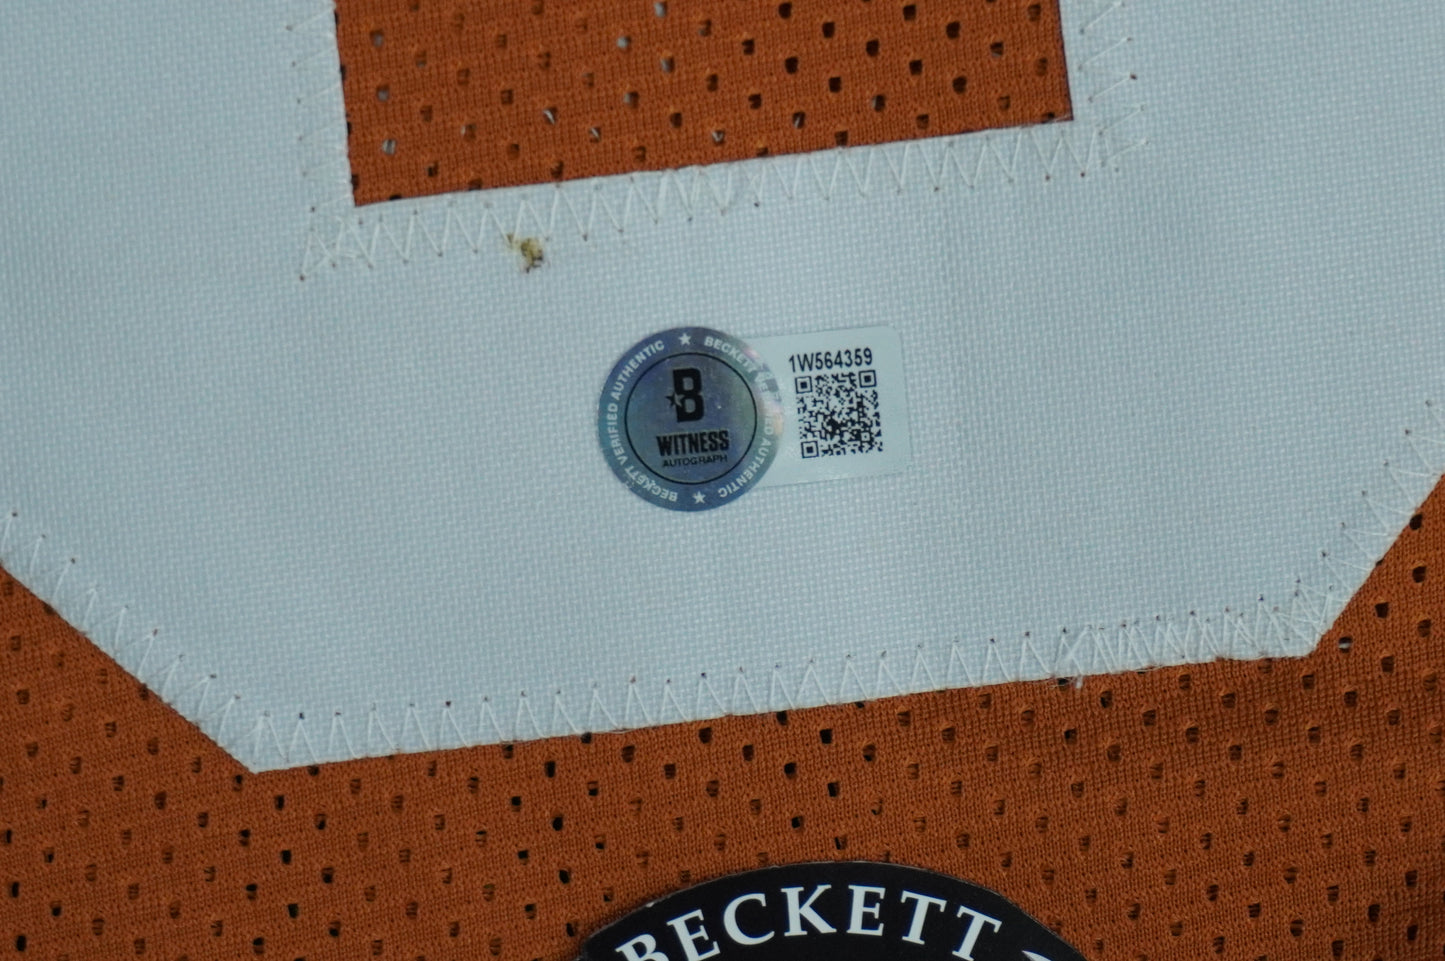 ★ BECKETT VERIFIED AUTHENTIC ★ BECKETT VERIFIED AUTHENTIC
B
WITNESS
AUTOGRAPH
1W564359
BECKETT